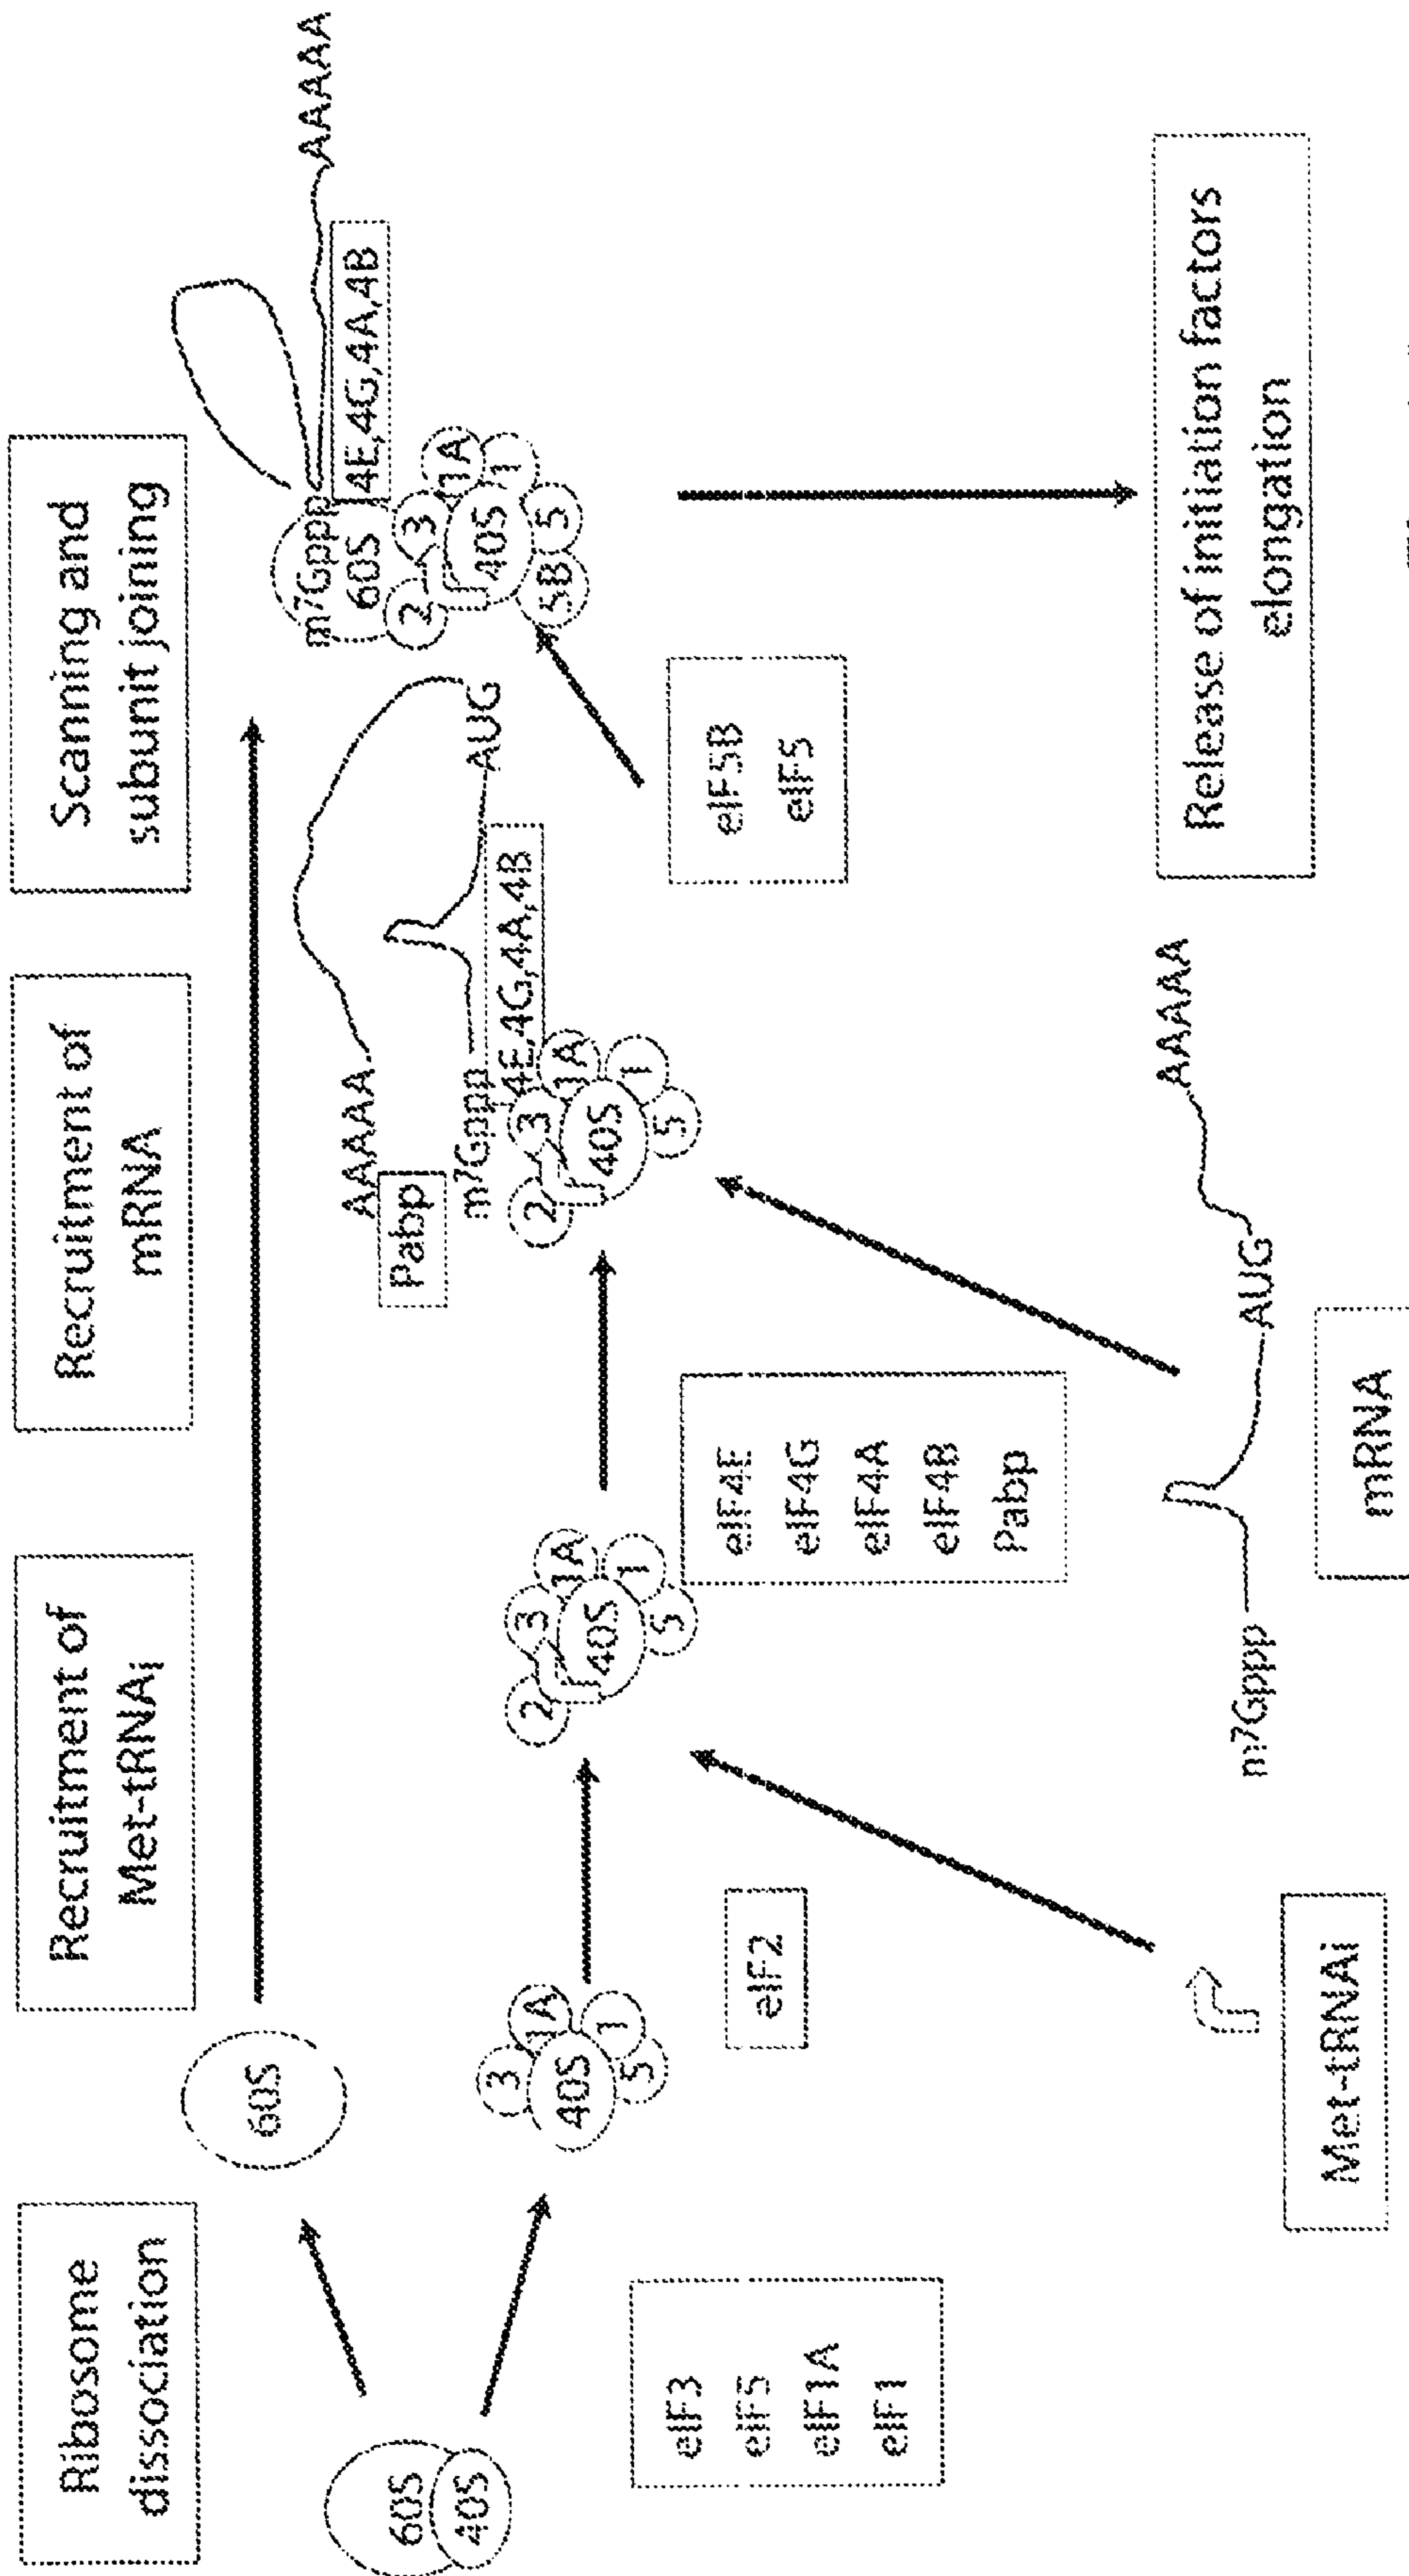 Ribosome
dissociation
Recruitment of
Met-tRNAi
Recruitment of
mRNA
Scanning and
subunit joining
60S
40S
60S
3
1A
40S
1
5
2
3
1A
40S
1
5
AAAAA
Pabp
m7Gppp
4E,4G,4A,4B
AUG
2
3
1A
40S
1
5
m7Gppp
AAAAA
60S
4E,4G,4A,4B
2
3
1A
40S
1
5B
5
eIF3
eIF5
eIF1A
eIF1
eIF2
eIF4E
eIF4G
eIF4A
eIF4B
Pabp
eIF5B
eIF5
Met-tRNAi
m7Gppp
AUG
AAAAA
mRNA
Release of initiation factors
elongation